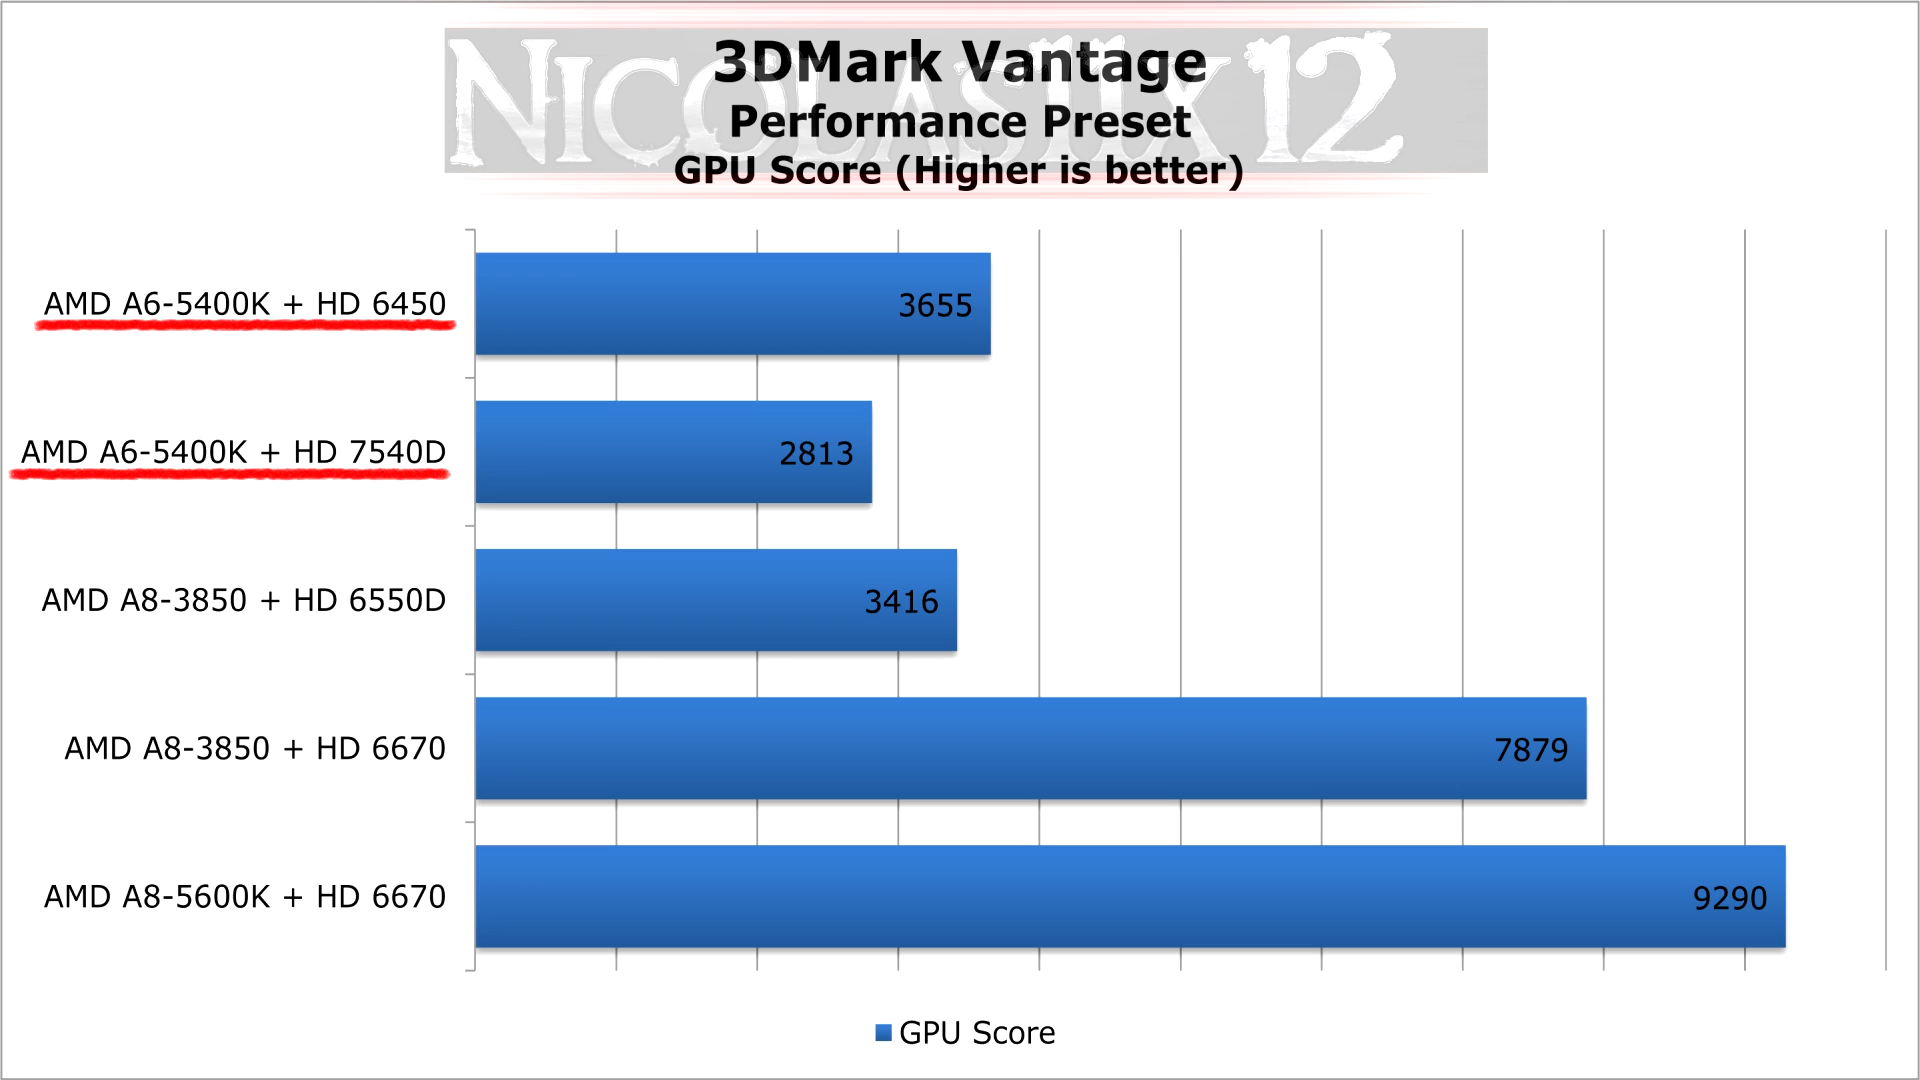 NICOLAS11X12
3DMark Vantage
Performance Preset
GPU Score (Higher is better)
AMD A6-5400K + HD 6450
3655
AMD A6-5400K + HD 7540D
2813
AMD A8-3850 + HD 6550D
3416
AMD A8-3850 + HD 6670
7879
AMD A8-5600K + HD 6670
9290
GPU Score